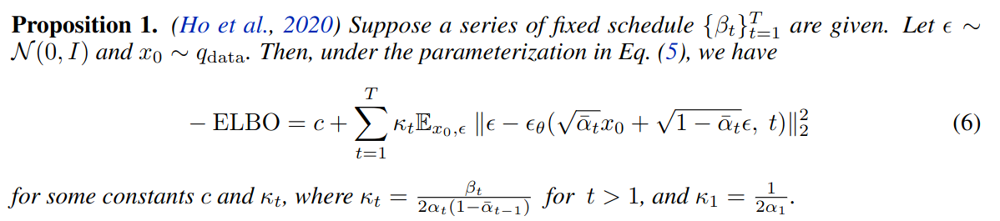 Proposition 1. (Ho et al., 2020) Suppose a series of fixed schedule $\{\beta_t\}_{t=1}^T$ are given. Let $\epsilon \sim$
$\mathcal{N}(0, I)$ and $x_0 \sim q_{\text{data}}$. Then, under the parameterization in Eq. (5), we have
$- \text{ELBO} = c + \sum_{t=1}^{T} \kappa_t \mathbb{E}_{x_0, \epsilon} \| \epsilon - \epsilon_\theta ( \sqrt{\bar{\alpha}_t} x_0 + \sqrt{1 - \bar{\alpha}_t} \epsilon, \, t ) \|_2^2$ (6)
for some constants $c$ and $\kappa_t$, where $\kappa_t = \frac{\beta_t}{2\alpha_t(1-\bar{\alpha}_{t-1})}$ for $t > 1$, and $\kappa_1 = \frac{1}{2\alpha_1}$.